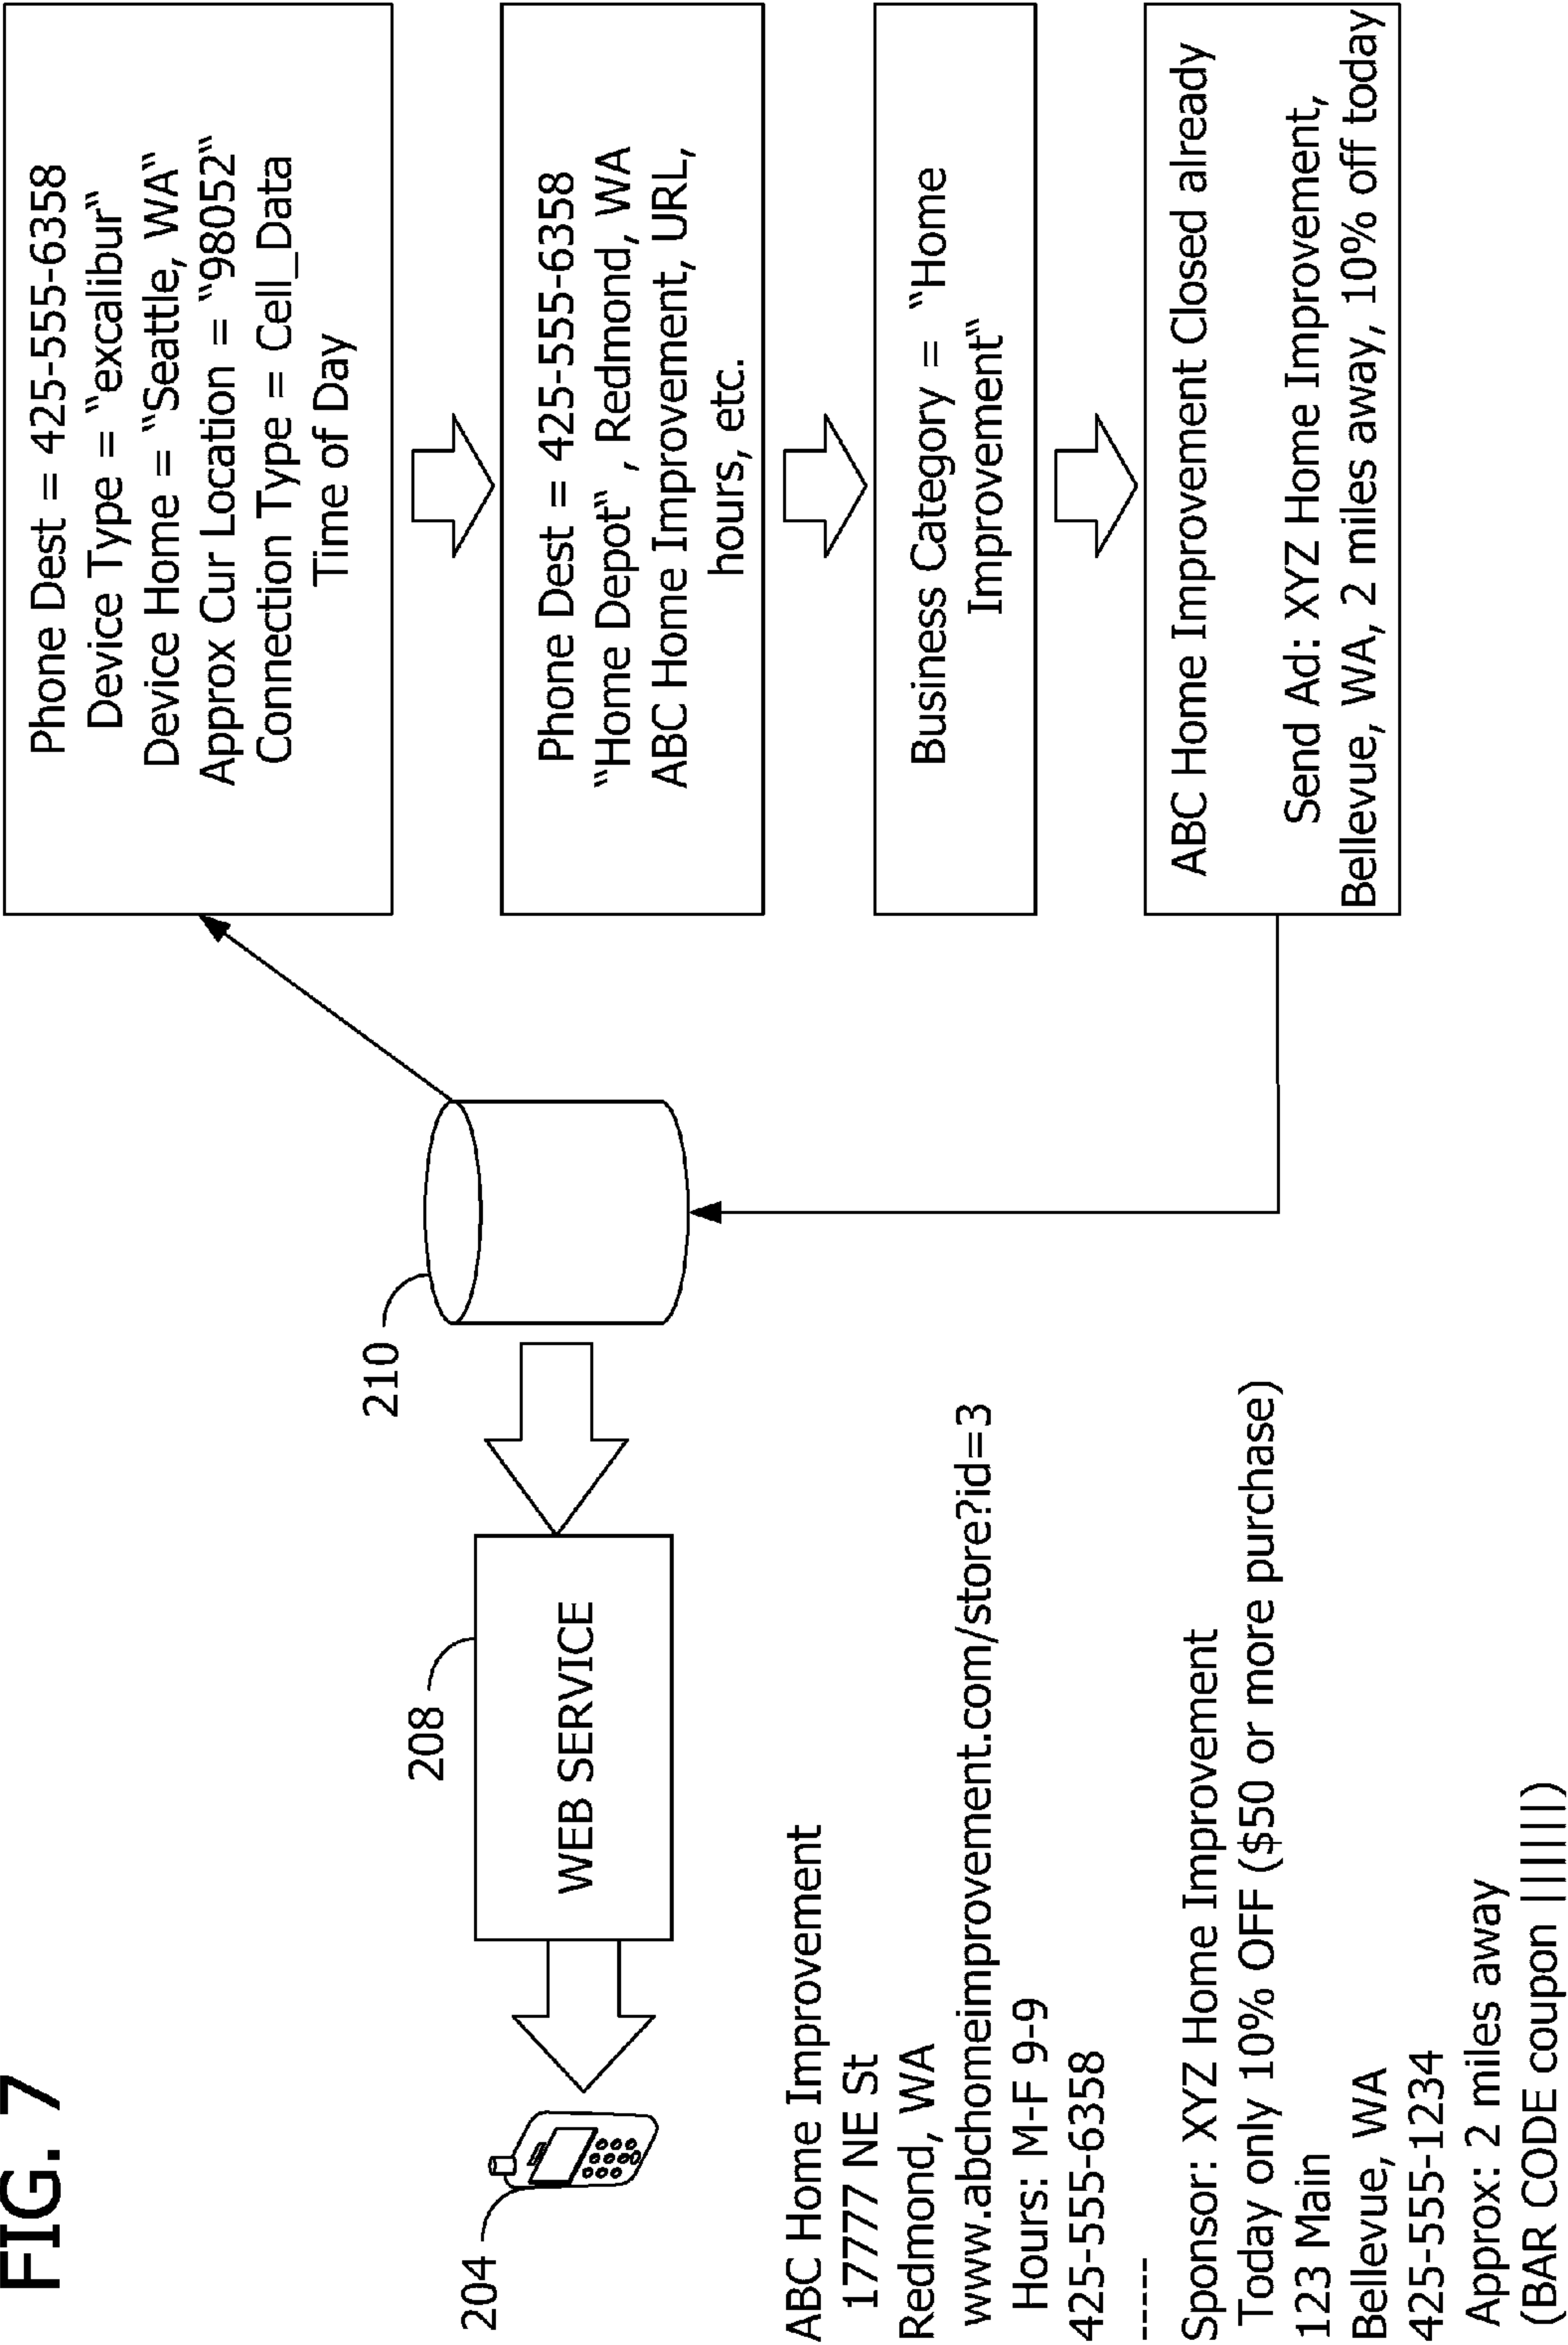 FIG. 7
204
208
WEB SERVICE
210
Phone Dest = 425-555-6358
Device Type = “excalibur“
Device Home = “Seattle, WA“
Approx Cur Location = “98052“
Connection Type = Cell_Data
Time of Day
Phone Dest = 425-555-6358
“Home Depot“ , Redmond, WA
ABC Home Improvement, URL,
hours, etc.
Business Category = “Home
Improvement“
ABC Home Improvement Closed already
Send Ad: XYZ Home Improvement,
Bellevue, WA, 2 miles away, 10% off today
ABC Home Improvement
17777 NE St
Redmond, WA
www.abchomeimprovement.com/store?id=3
Hours: M-F 9-9
425-555-6358
-----
Sponsor: XYZ Home Improvement
Today only 10% OFF ($50 or more purchase)
123 Main
Bellevue, WA
425-555-1234
Approx: 2 miles away
(BAR CODE coupon |||||||)